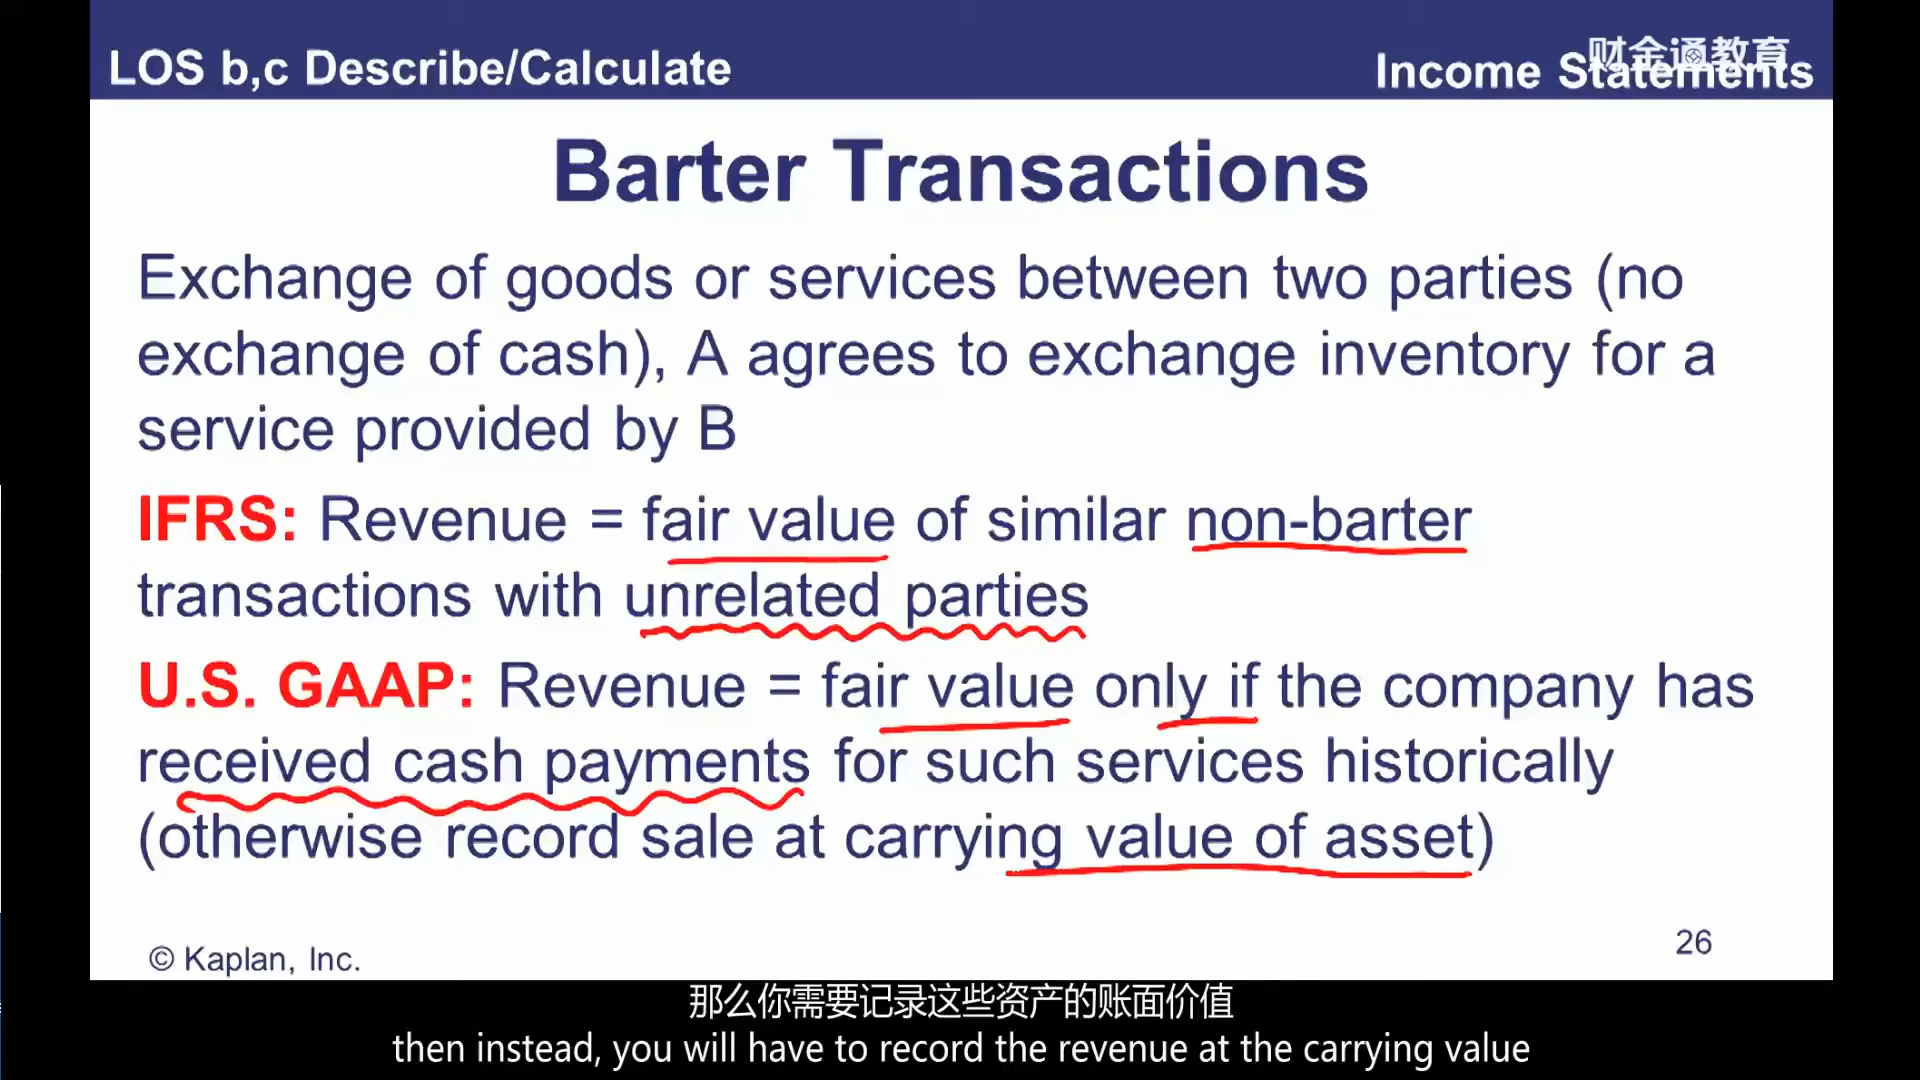 LOS b,c Describe/Calculate
Income Statements
财金通教育
Barter Transactions
Exchange of goods or services between two parties (no
exchange of cash), A agrees to exchange inventory for a
service provided by B
IFRS: Revenue = fair value of similar non-barter
transactions with unrelated parties
U.S. GAAP: Revenue = fair value only if the company has
received cash payments for such services historically
(otherwise record sale at carrying value of asset)
© Kaplan, Inc.
26
那么你需要记录这些资产的账面价值
then instead, you will have to record the revenue at the carrying value